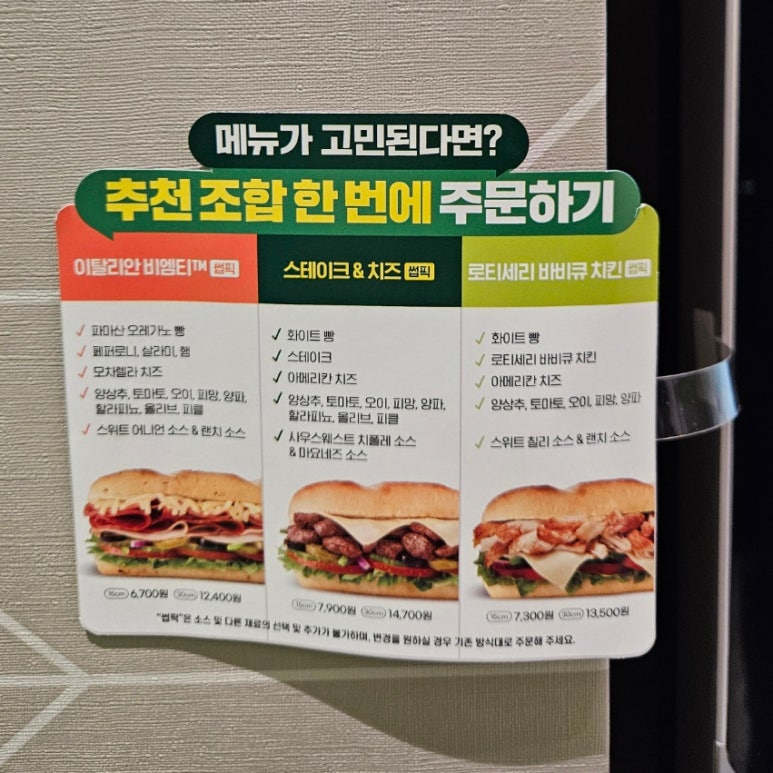 메뉴가 고민된다면?
추천 조합 한 번에 주문하기
이탈리안 비엠티™ 썹픽
✓ 파마산 오레가노 빵
✓ 페퍼로니, 살라미, 햄
✓ 모차렐라 치즈
✓ 양상추, 토마토, 오이, 피망, 양파,
할라피뇨, 올리브, 피클
✓ 스위트 어니언 소스 & 랜치 소스
15cm 6,700원 30cm 12,400원
스테이크 & 치즈 썹픽
✓ 화이트 빵
✓ 스테이크
✓ 아메리칸 치즈
✓ 양상추, 토마토, 오이, 피망, 양파,
할라피뇨, 올리브, 피클
✓ 사우스웨스트 치폴레 소스
& 마요네즈 소스
15cm 7,900원 30cm 14,700원
로티세리 바비큐 치킨 썹픽
✓ 화이트 빵
✓ 로티세리 바비큐 치킨
✓ 아메리칸 치즈
✓ 양상추, 토마토, 오이, 피망, 양파
✓ 스위트 칠리 소스 & 랜치 소스
15cm 7,300원 30cm 13,500원
"썹픽"은 소스 및 다른 재료의 선택 및 추가가 불가하며, 변경을 원하실 경우 기존 방식대로 주문해 주세요.